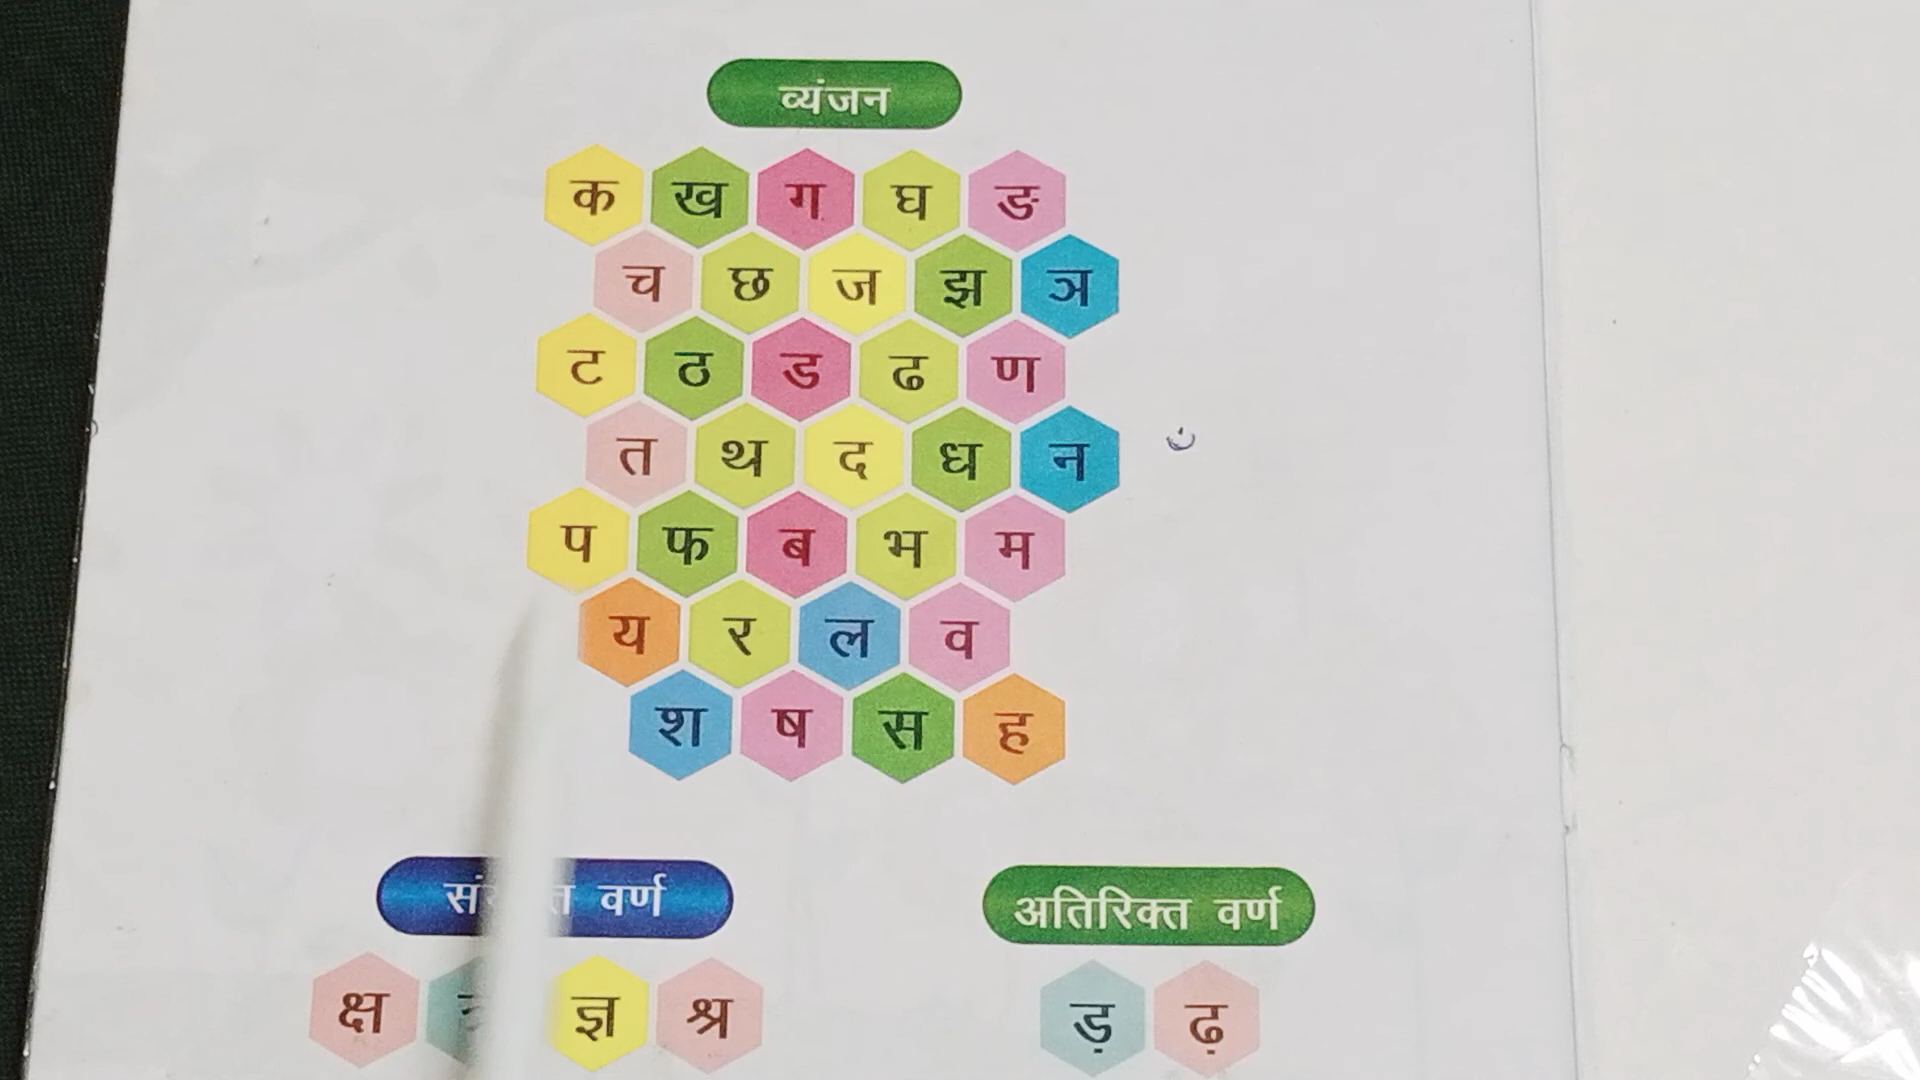 व्यंजन
क ख ग घ ङ
च छ ज झ ञ
ट ठ ड ढ ण
त थ द ध न
प फ ब भ म
य र ल व
श ष स ह
वर्ण
अतिरिक्त वर्ण
क्ष ज्ञ श्र
ड़ ढ़